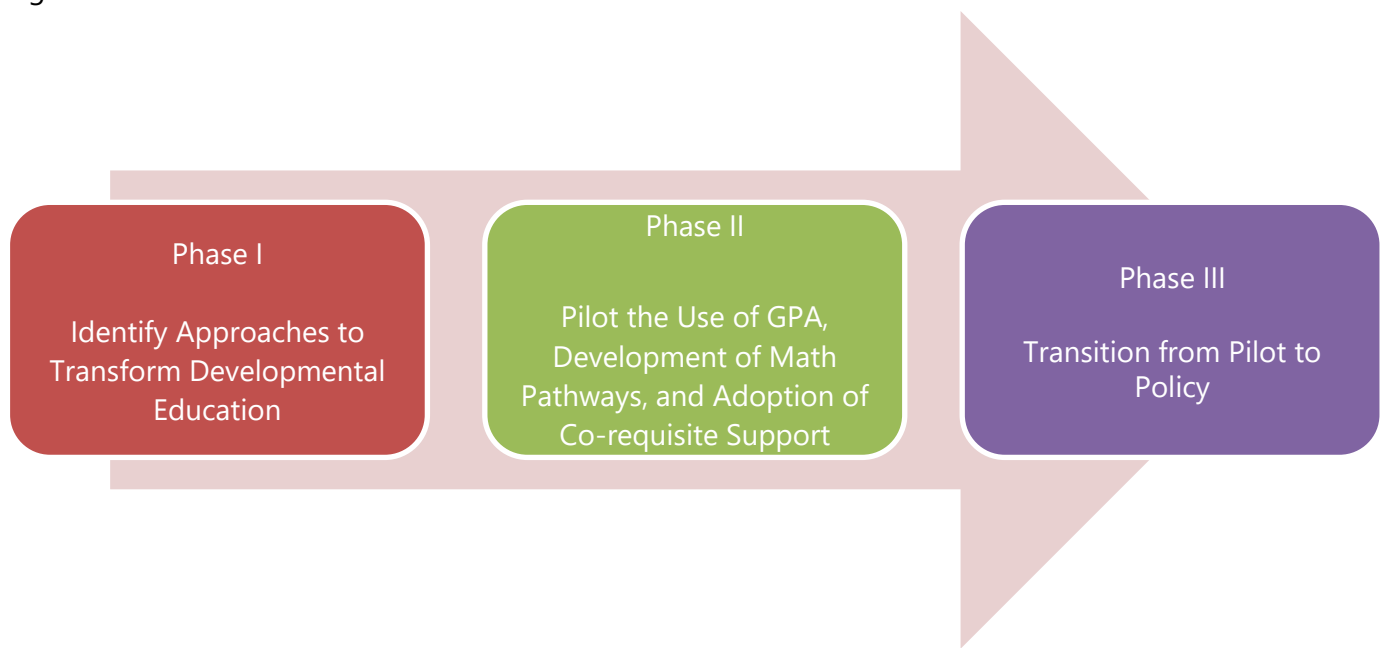 Phase I
Identify Approaches to
Transform Developmental
Education
Phase II
Pilot the Use of GPA,
Development of Math
Pathways, and Adoption of
Co-requisite Support
Phase III
Transition from Pilot to
Policy